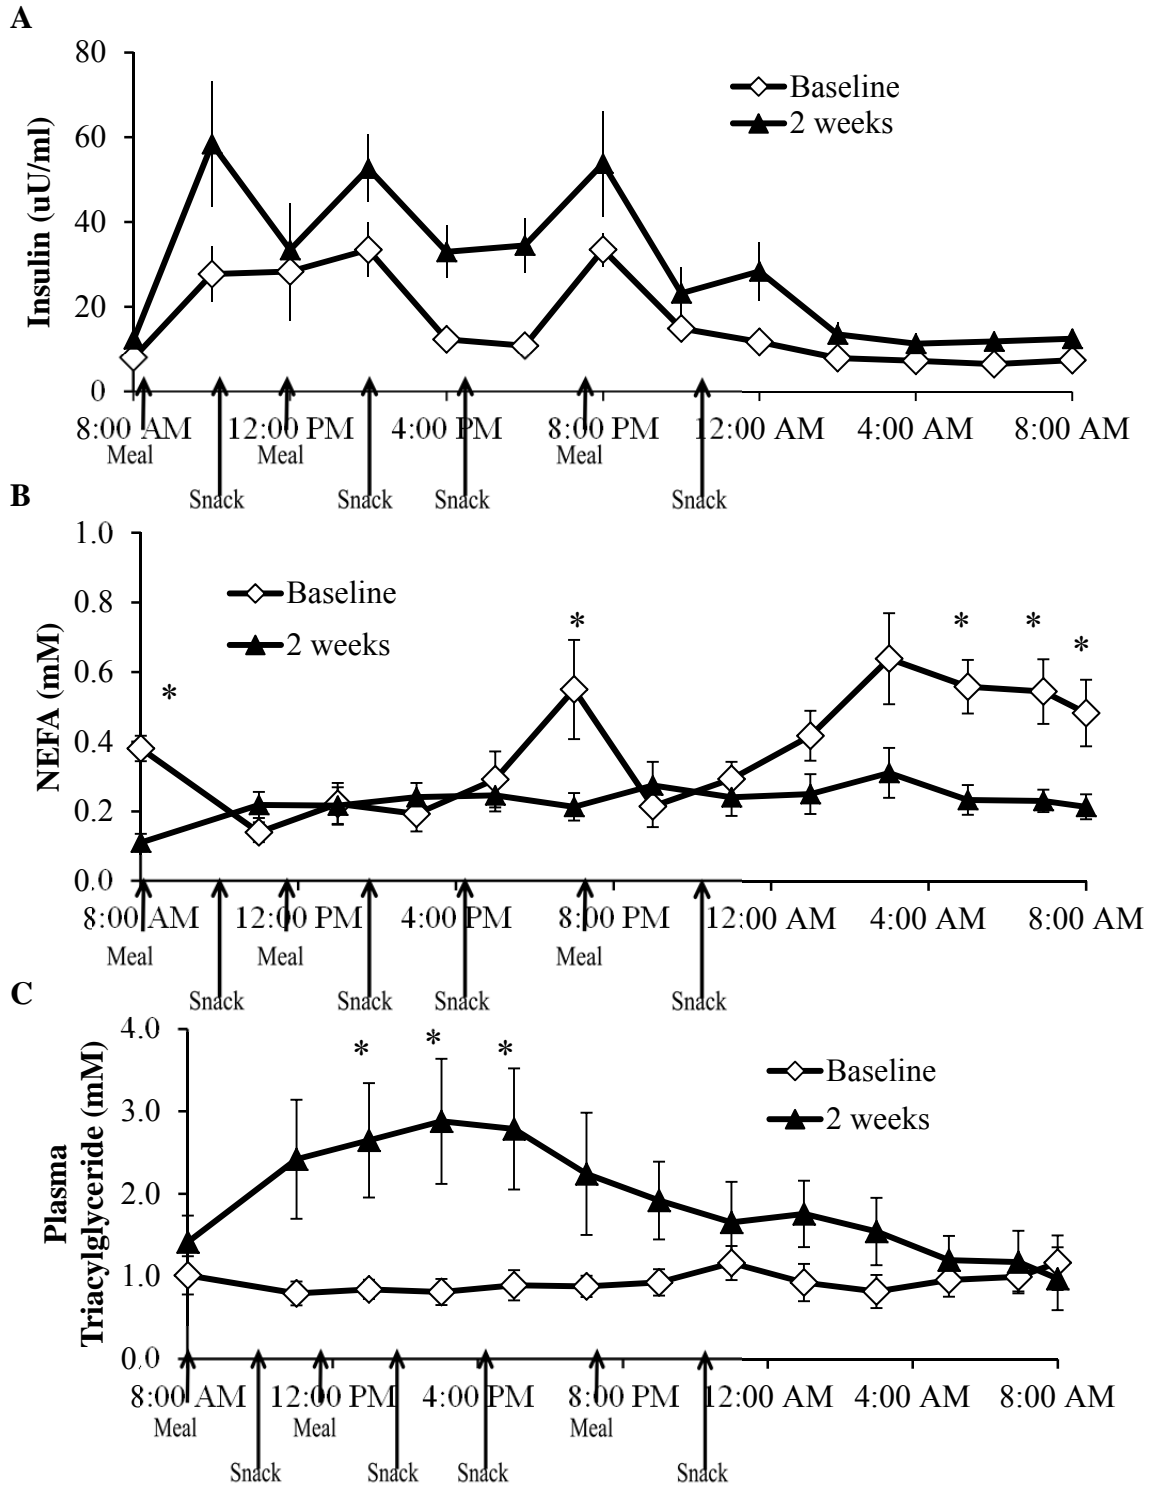 A
80
60
40
20
0
Insulin (uU/ml)
Baseline
2 weeks
8:00 AM 12:00 PM 4:00 PM 8:00 PM 12:00 AM 4:00 AM 8:00 AM
Meal Meal Meal
Snack Snack Snack Snack
B
1.0
0.8
0.6
0.4
0.2
0.0
NEFA (mM)
Baseline
2 weeks
*
*
*
*
*
8:00 AM 12:00 PM 4:00 PM 8:00 PM 12:00 AM 4:00 AM 8:00 AM
Meal Meal Meal
Snack Snack Snack Snack
C
4.0
3.0
2.0
1.0
0.0
Plasma
Triacylglyceride (mM)
* * *
Baseline
2 weeks
8:00 AM 12:00 PM 4:00 PM 8:00 PM 12:00 AM 4:00 AM 8:00 AM
Meal Meal Meal
Snack Snack Snack Snack